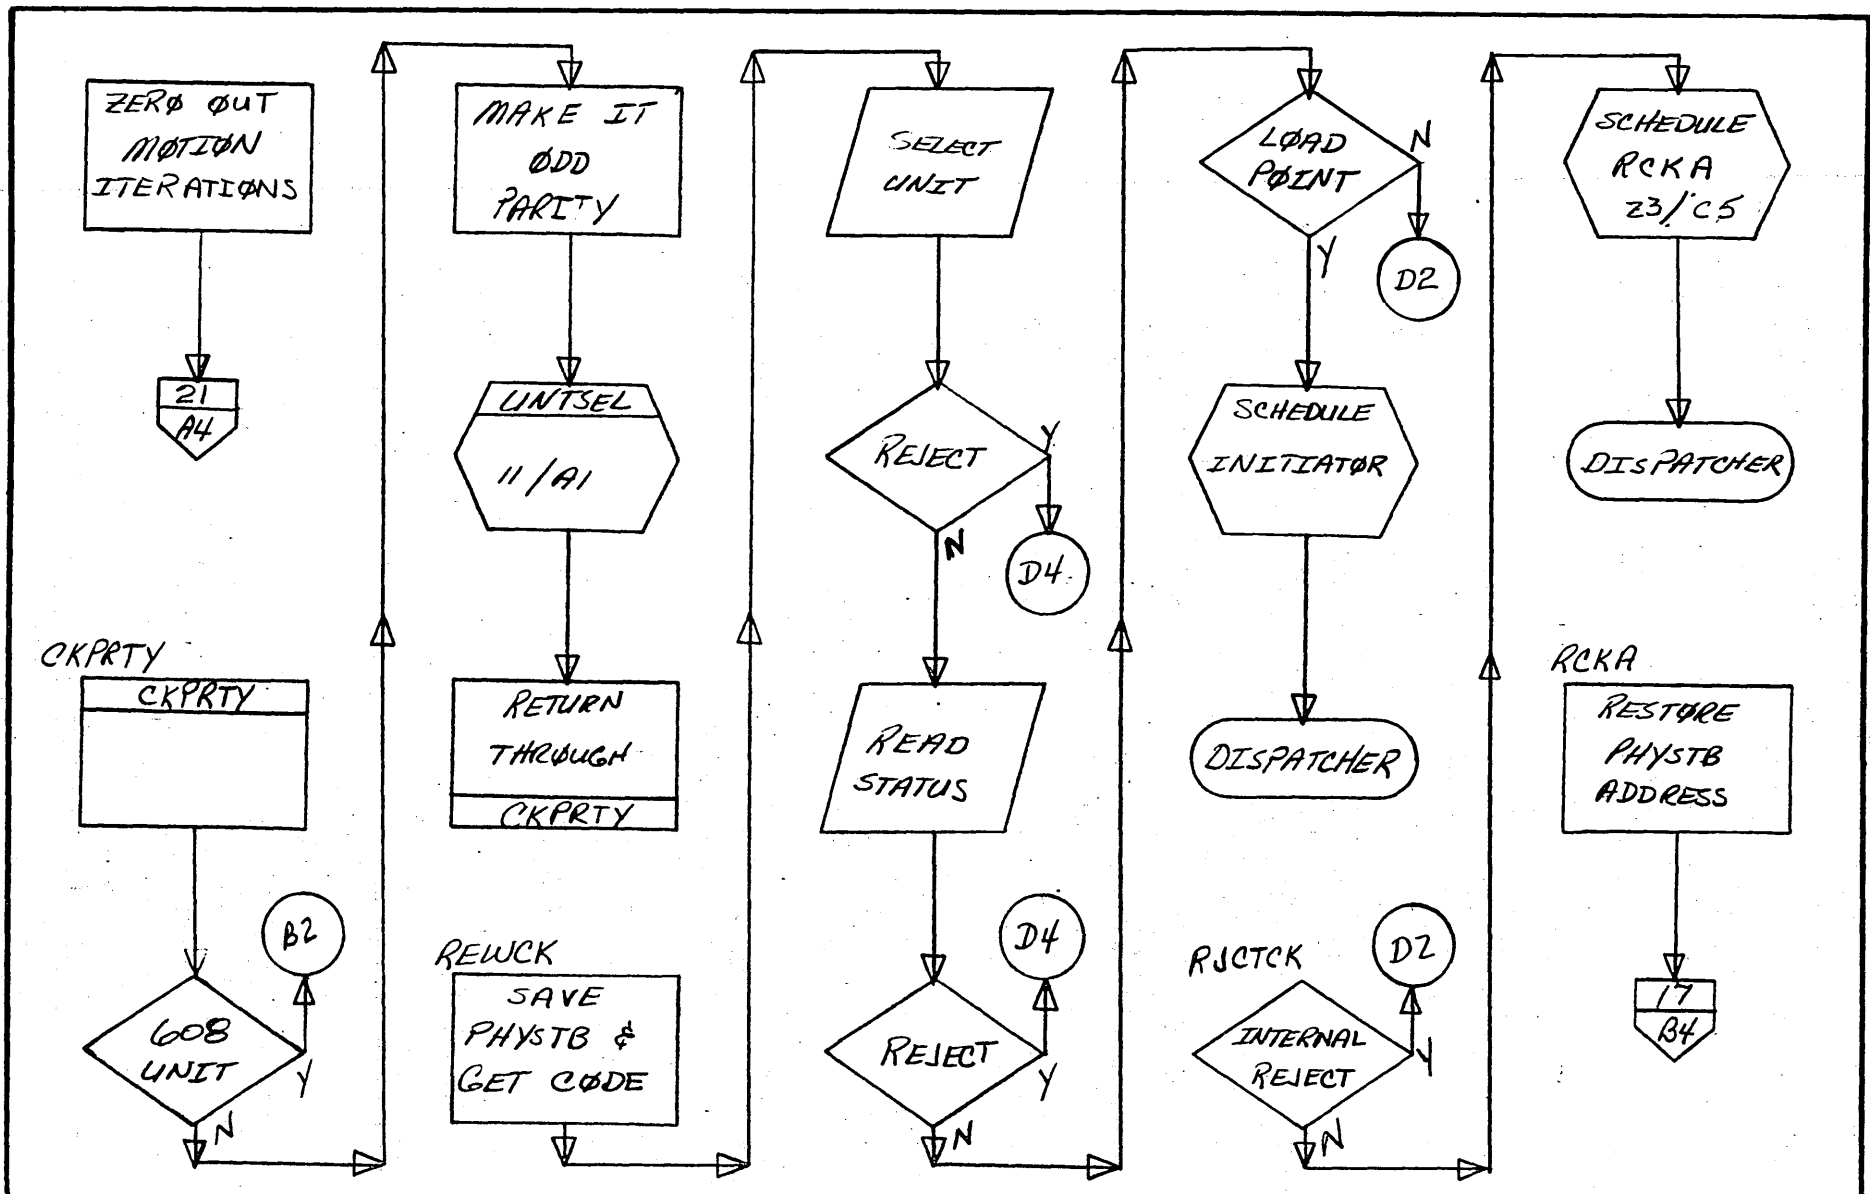 ZERØ ØUT
MØTIØN
ITERATIØNS
21
A4
CKPRTY
CKPRTY
B2
608
UNIT
Y
N
MAKE IT
ØDD
PARITY
UNTSEL
11/A1
RETURN
THRØUGH
CKPRTY
REWCK
SAVE
PHYSTB &
GET CØDE
SELECT
UNIT
REJECT
Y
N
D4
READ
STATUS
D4
REJECT
Y
N
LØAD
PØINT
N
Y
D2
SCHEDULE
INITIATØR
DISPATCHER
RJCTCK
D2
INTERNAL
REJECT
Y
N
SCHEDULE
RCKA
23/C5
DISPATCHER
RCKA
RESTØRE
PHYSTB
ADDRESS
17
B4